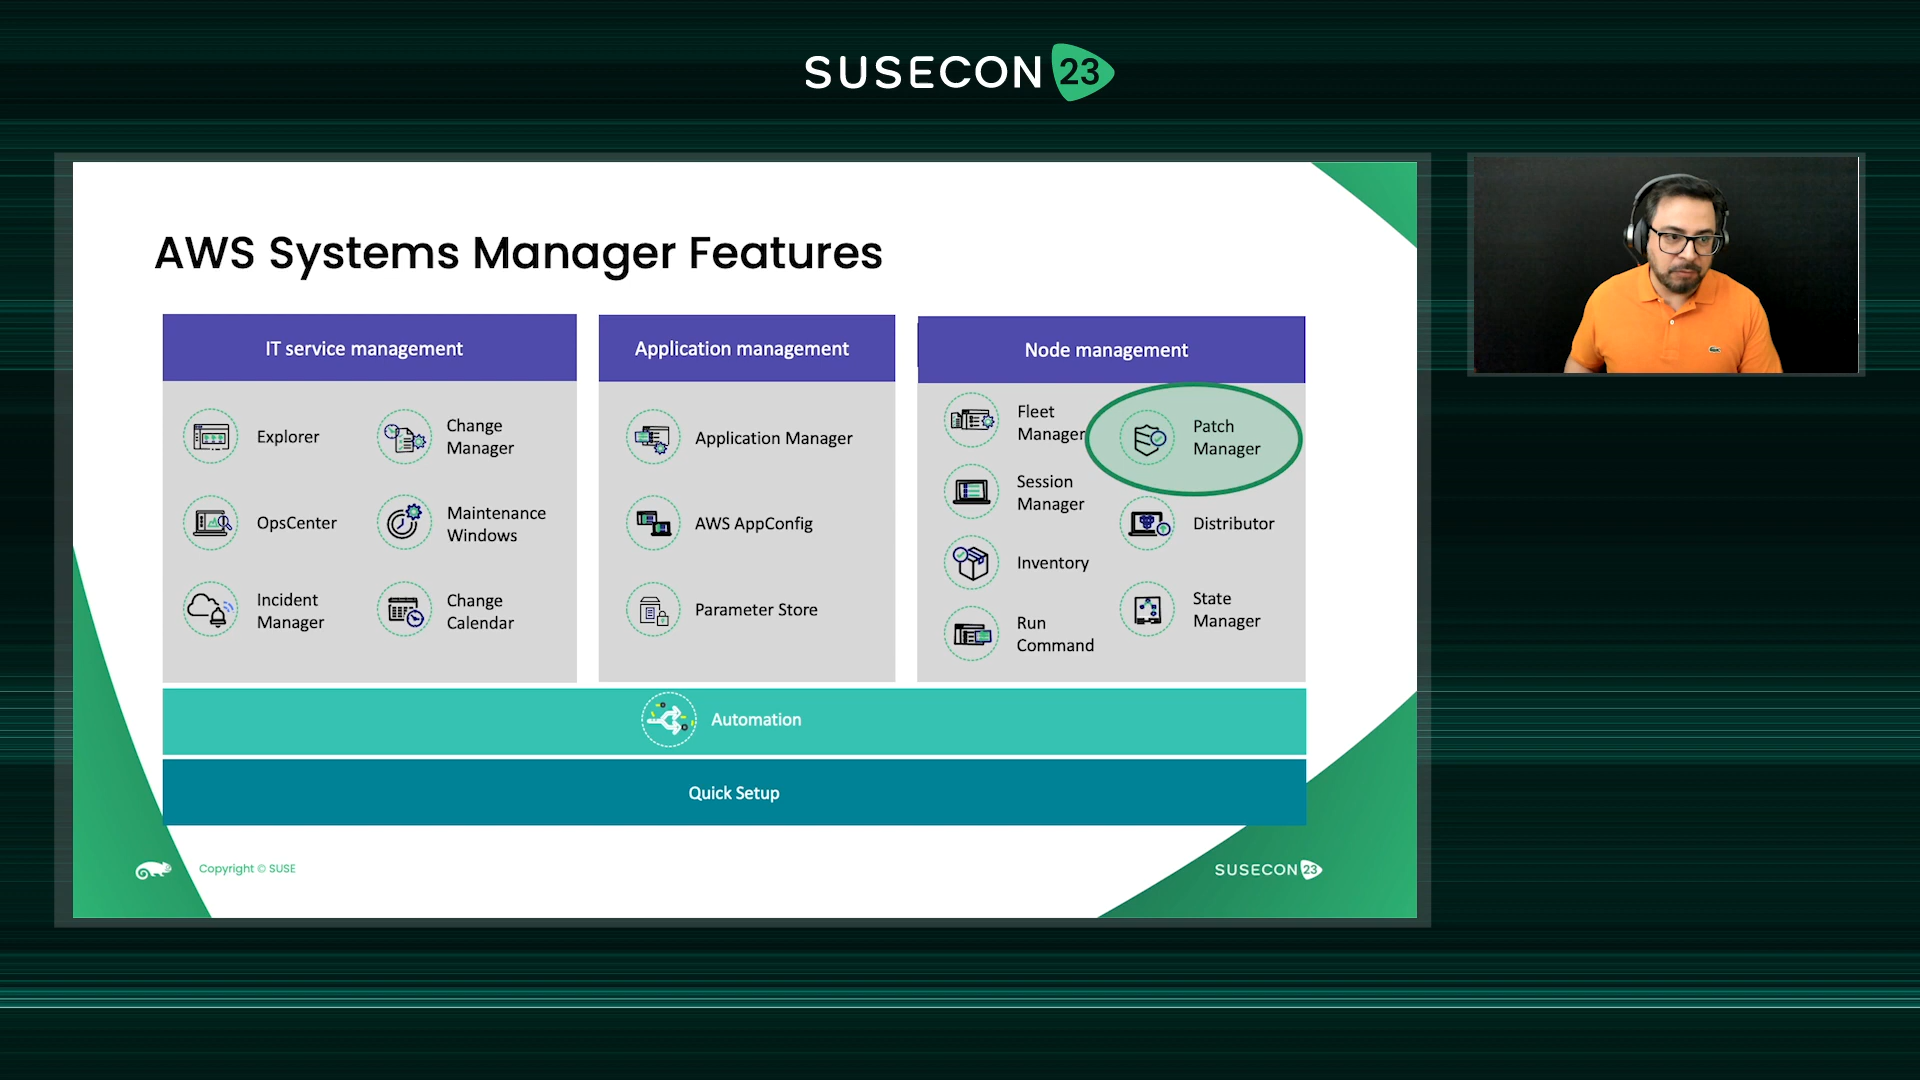 SUSECON 23
AWS Systems Manager Features
IT service management
Explorer
Change
Manager
OpsCenter
Maintenance
Windows
Incident
Manager
Change
Calendar
Application management
Application Manager
AWS AppConfig
Parameter Store
Node management
Fleet
Manager
Patch
Manager
Session
Manager
Distributor
Inventory
State
Manager
Run
Command
Automation
Quick Setup
Copyright © SUSE
SUSECON 23